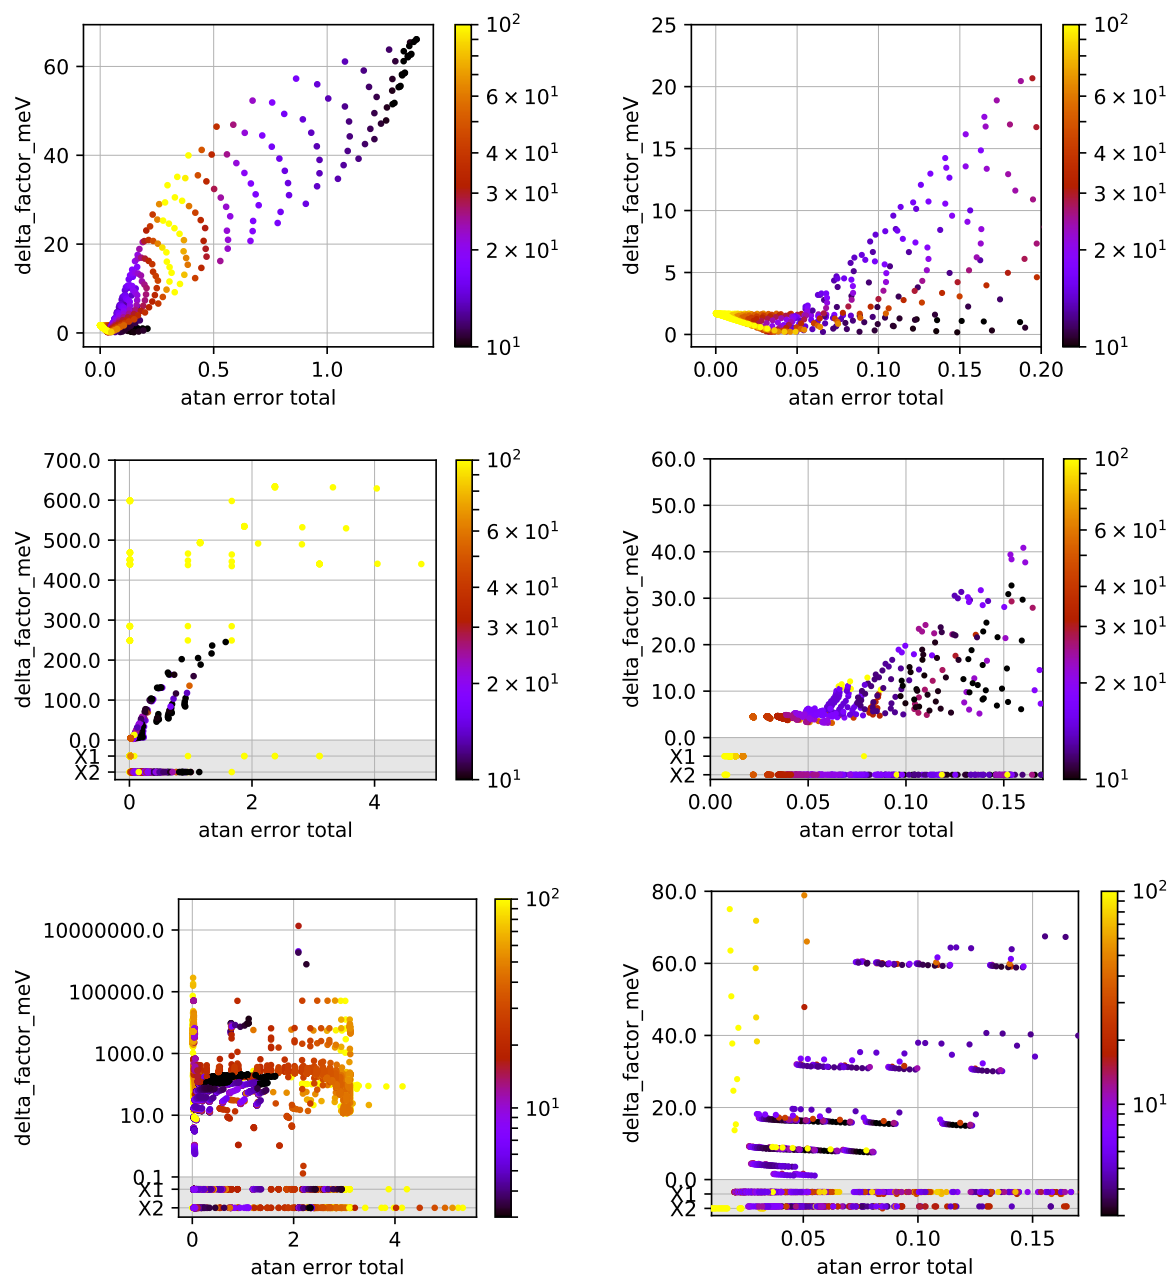 delta_factor_meV
60
40
20
0
0.0 0.5 1.0
atan error total
10²
6 × 10¹
4 × 10¹
3 × 10¹
2 × 10¹
10¹
delta_factor_meV
25
20
15
10
5
0
0.00 0.05 0.10 0.15 0.20
atan error total
10²
6 × 10¹
4 × 10¹
3 × 10¹
2 × 10¹
10¹
delta_factor_meV
700.0
600.0
500.0
400.0
300.0
200.0
100.0
0.0
X1
X2
0 2 4
atan error total
10²
6 × 10¹
4 × 10¹
3 × 10¹
2 × 10¹
10¹
delta_factor_meV
60.0
50.0
40.0
30.0
20.0
10.0
0.0
X1
X2
0.00 0.05 0.10 0.15
atan error total
10²
6 × 10¹
4 × 10¹
3 × 10¹
2 × 10¹
10¹
delta_factor_meV
10000000.0
100000.0
1000.0
10.0
0.1
X1
X2
0 2 4
atan error total
10²
10¹
delta_factor_meV
80.0
60.0
40.0
20.0
0.0
X1
X2
0.05 0.10 0.15
atan error total
10²
10¹